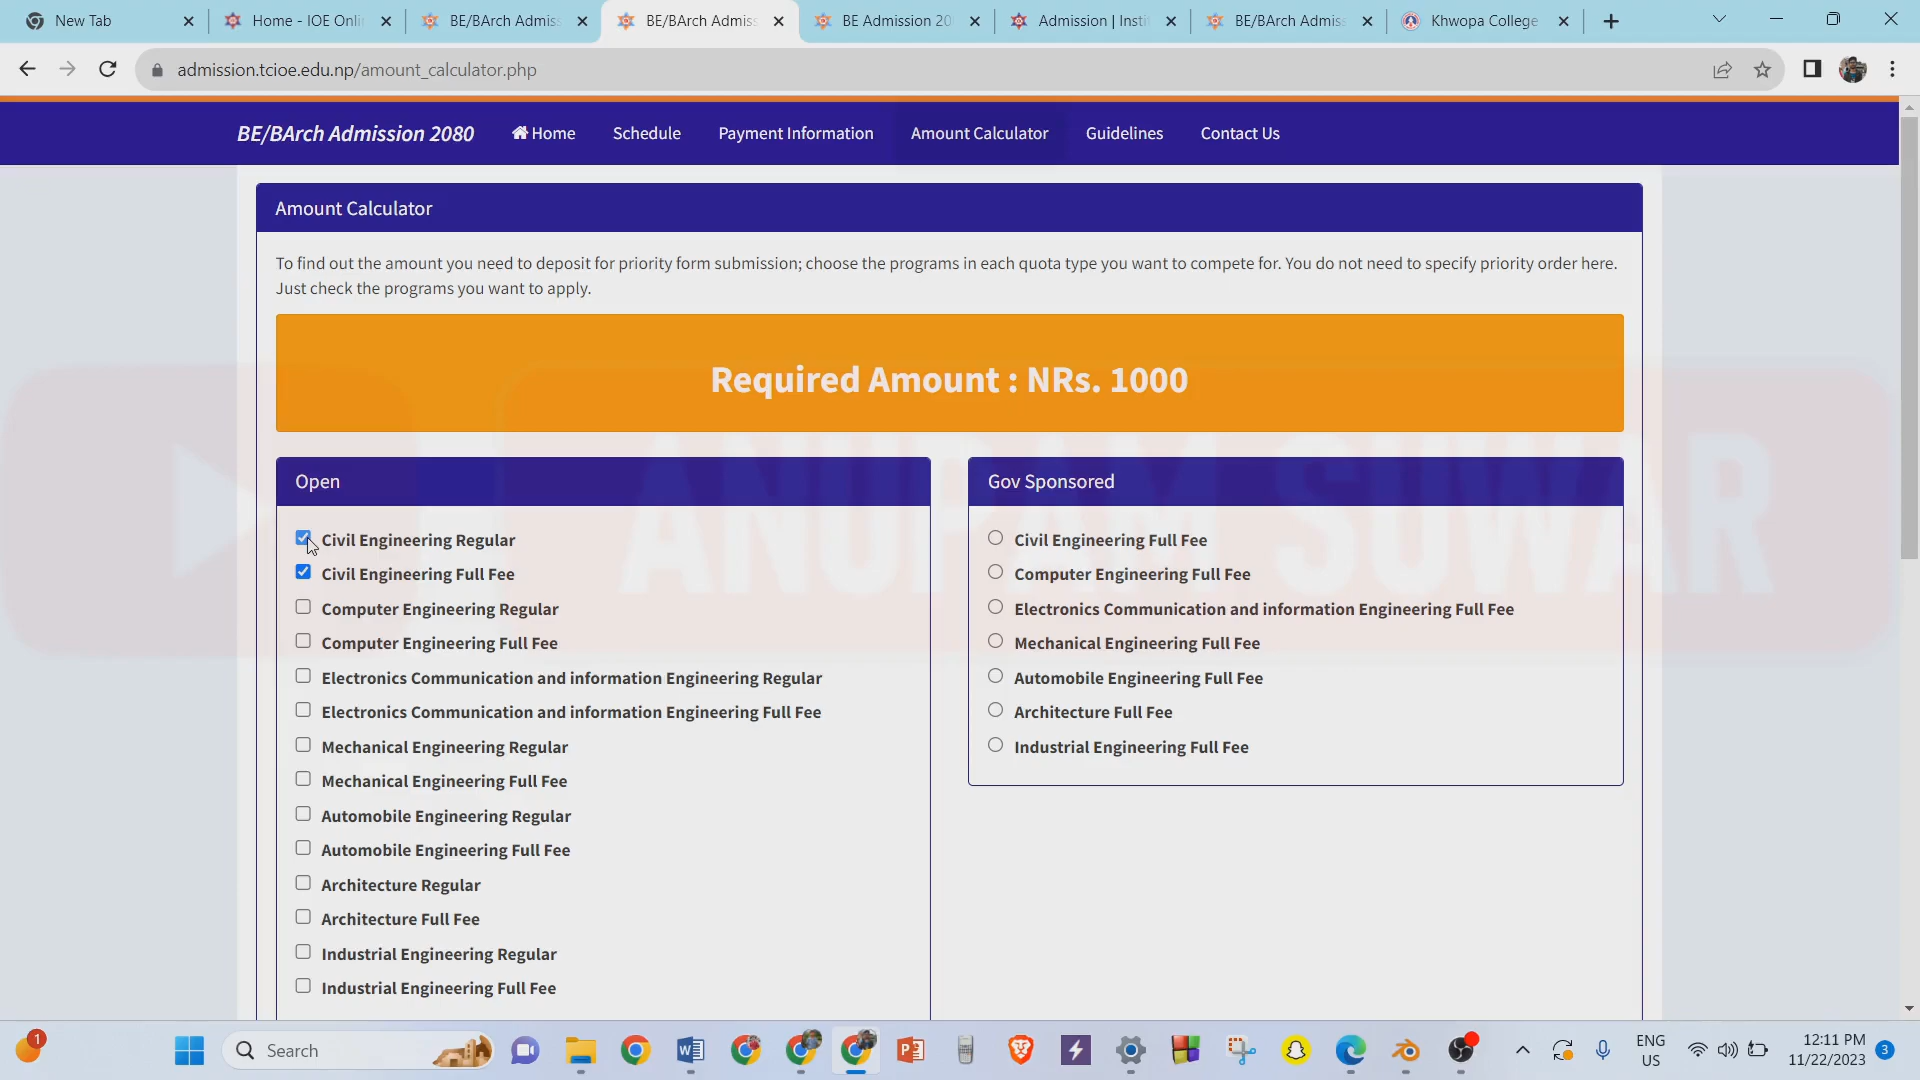 New Tab
Home - IOE Onli
BE/BArch Admiss
BE/BArch Admiss
BE Admission 20
Admission | Insti
BE/BArch Admiss
Khwopa College
admission.tcioe.edu.np/amount_calculator.php
BE/BArch Admission 2080
Home
Schedule
Payment Information
Amount Calculator
Guidelines
Contact Us
Amount Calculator
To find out the amount you need to deposit for priority form submission; choose the programs in each quota type you want to compete for. You do not need to specify priority order here.
Just check the programs you want to apply.
Required Amount : NRs. 1000
ANUPAM SUWAR
Open
Civil Engineering Regular
Civil Engineering Full Fee
Computer Engineering Regular
Computer Engineering Full Fee
Electronics Communication and information Engineering Regular
Electronics Communication and information Engineering Full Fee
Mechanical Engineering Regular
Mechanical Engineering Full Fee
Automobile Engineering Regular
Automobile Engineering Full Fee
Architecture Regular
Architecture Full Fee
Industrial Engineering Regular
Industrial Engineering Full Fee
Gov Sponsored
Civil Engineering Full Fee
Computer Engineering Full Fee
Electronics Communication and information Engineering Full Fee
Mechanical Engineering Full Fee
Automobile Engineering Full Fee
Architecture Full Fee
Industrial Engineering Full Fee
1
Search
ENG
US
12:11 PM
11/22/2023
3